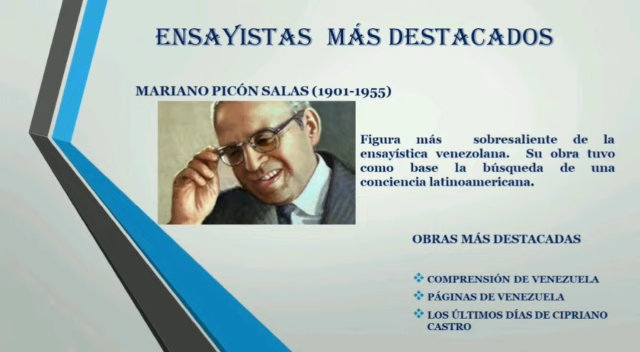 ENSAYISTAS MÁS DESTACADOS
MARIANO PICÓN SALAS (1901-1955)
Figura más sobresaliente de la
ensayística venezolana. Su obra tuvo
como base la búsqueda de una
conciencia latinoamericana.
OBRAS MÁS DESTACADAS
COMPRENSIÓN DE VENEZUELA
PÁGINAS DE VENEZUELA
LOS ÚLTIMOS DÍAS DE CIPRIANO
CASTRO